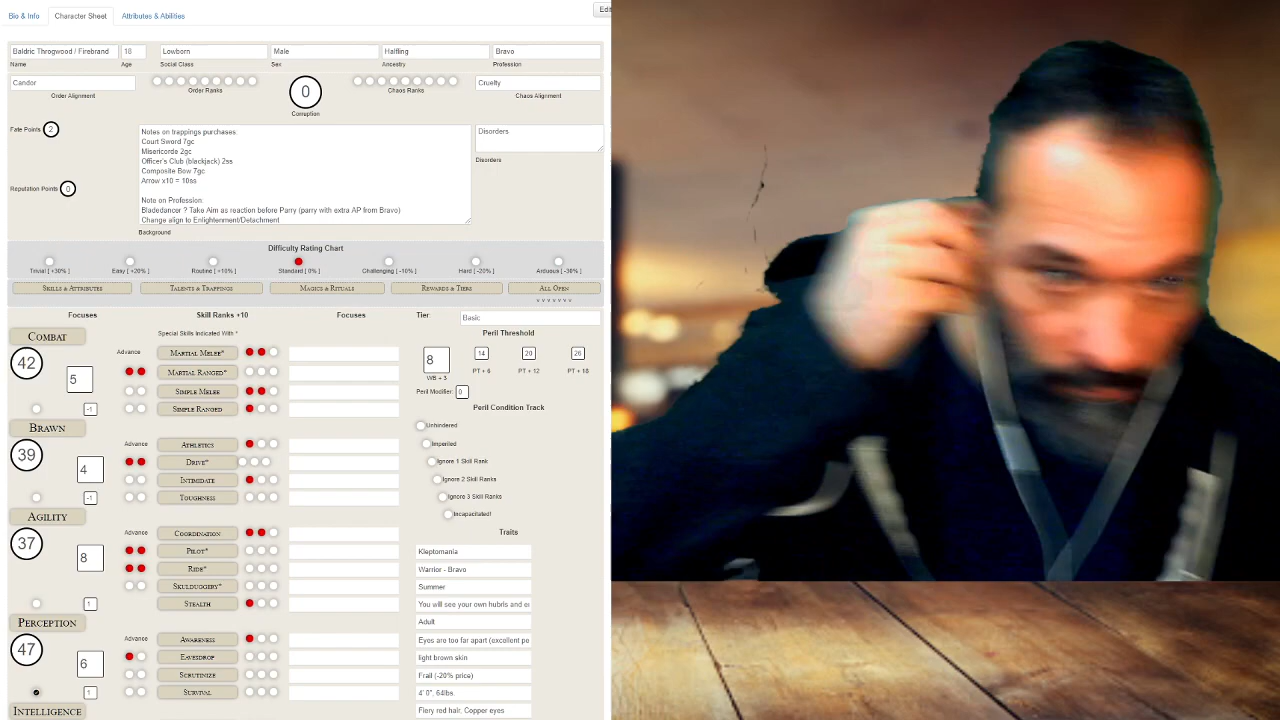 Bio & Info
Character Sheet
Attributes & Abilities
Edi
Baldric Throgwood / Firebrand
18
Lowborn
Male
Halfling
Bravo
Name
Age
Social Class
Sex
Ancestry
Profession
Candor
Order Alignment
Order Ranks
0
Corruption
Chaos Ranks
Cruelty
Chaos Alignment
Fate Points
2
Reputation Points
0
Notes on trappings purchases:
Court Sword 7gc
Misericorde 2gc
Officer's Club (blackjack) 2ss
Composite Bow 7gc
Arrow x10 = 10ss
Note on Profession
Bladedancer ? Take Aim as reaction before Parry (parry with extra AP from Bravo)
Change align to Enlightenment/Detachment
Background
Disorders
Disorders
Difficulty Rating Chart
Trivial [ +30% ]
Easy [ +20% ]
Routine [ +10% ]
Standard [ 0% ]
Challenging [ -10% ]
Hard [ -20% ]
Arduous [ -30% ]
Skills & Attributes
Talents & Trappings
Magics & Rituals
Rewards & Tiers
All Open
v v v v v v v
Focuses
Skill Ranks +10
Focuses
Tier:
Basic
Combat
42
5
-1
Special Skills Indicated With *
Advance
Martial Melee*
Martial Ranged*
Simple Melee
Simple Ranged
Peril Threshold
8
WB + 3
14
PT + 6
20
PT + 12
26
PT + 18
Peril Modifier:
0
Peril Condition Track
Unhindered
Imperiled
Ignore 1 Skill Rank
Ignore 2 Skill Ranks
Ignore 3 Skill Ranks
Incapacitated!
Brawn
39
4
-1
Advance
Athletics
Drive*
Intimidate
Toughness
Agility
37
8
1
Advance
Coordination
Pilot*
Ride*
Skulduggery*
Stealth
Traits
Kleptomania
Warrior - Bravo
Summer
You will see your own hubris and
Adult
Eyes are too far apart (excellent pe
light brown skin
Frail (-20% price)
4' 0", 64lbs
Fiery red hair, Copper eyes
Perception
47
6
1
Advance
Awareness
Eavesdrop
Scrutinize
Survival
Intelligence